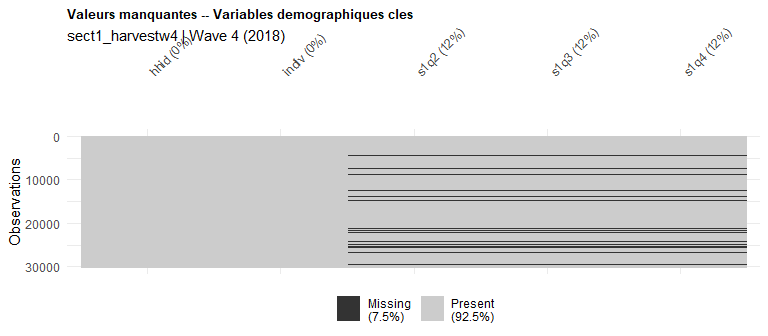 Valeurs manquantes -- Variables demographiques cles
sect1_harvestw4 | Wave 4 (2018)
hhid (0%)
indiv (0%)
s1q2 (12%)
s1q3 (12%)
s1q4 (12%)
Observations
0
10000
20000
30000
Missing
(7.5%)
Present
(92.5%)